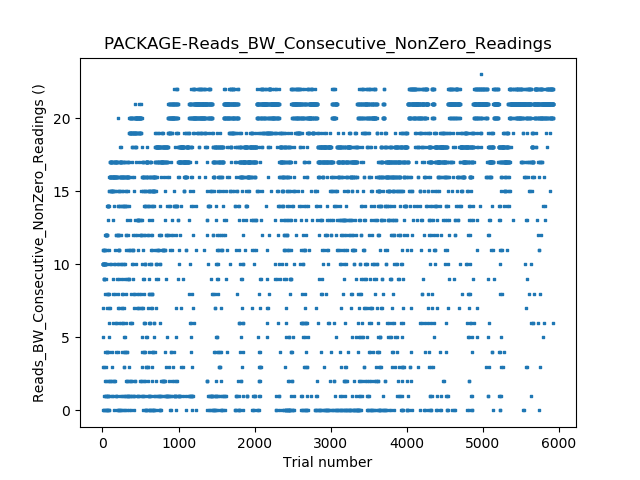 PACKAGE-Reads_BW_Consecutive_NonZero_Readings
Reads_BW_Consecutive_NonZero_Readings ()
20
15
10
5
0
0 1000 2000 3000 4000 5000 6000
Trial number